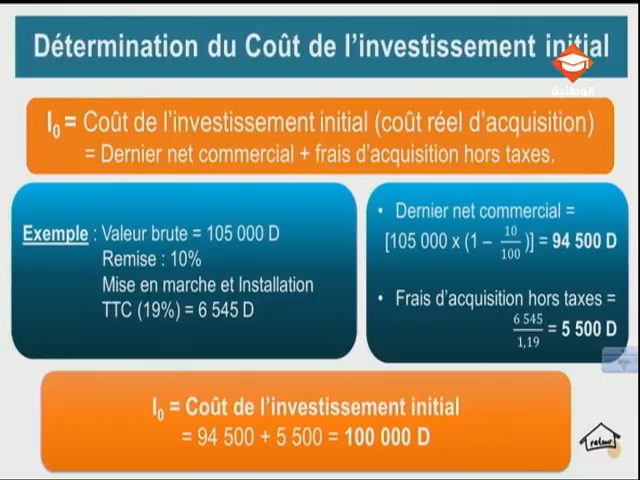 Détermination du Coût de l'investissement initial
الوطنية
I₀ = Coût de l'investissement initial (coût réel d'acquisition)
= Dernier net commercial + frais d'acquisition hors taxes.
Exemple : Valeur brute = 105 000 D
Remise : 10%
Mise en marche et Installation
TTC (19%) = 6 545 D
• Dernier net commercial =
[105 000 x (1 – 10/100)] = 94 500 D
• Frais d'acquisition hors taxes =
6 545/1,19 = 5 500 D
I₀ = Coût de l'investissement initial
= 94 500 + 5 500 = 100 000 D
retour